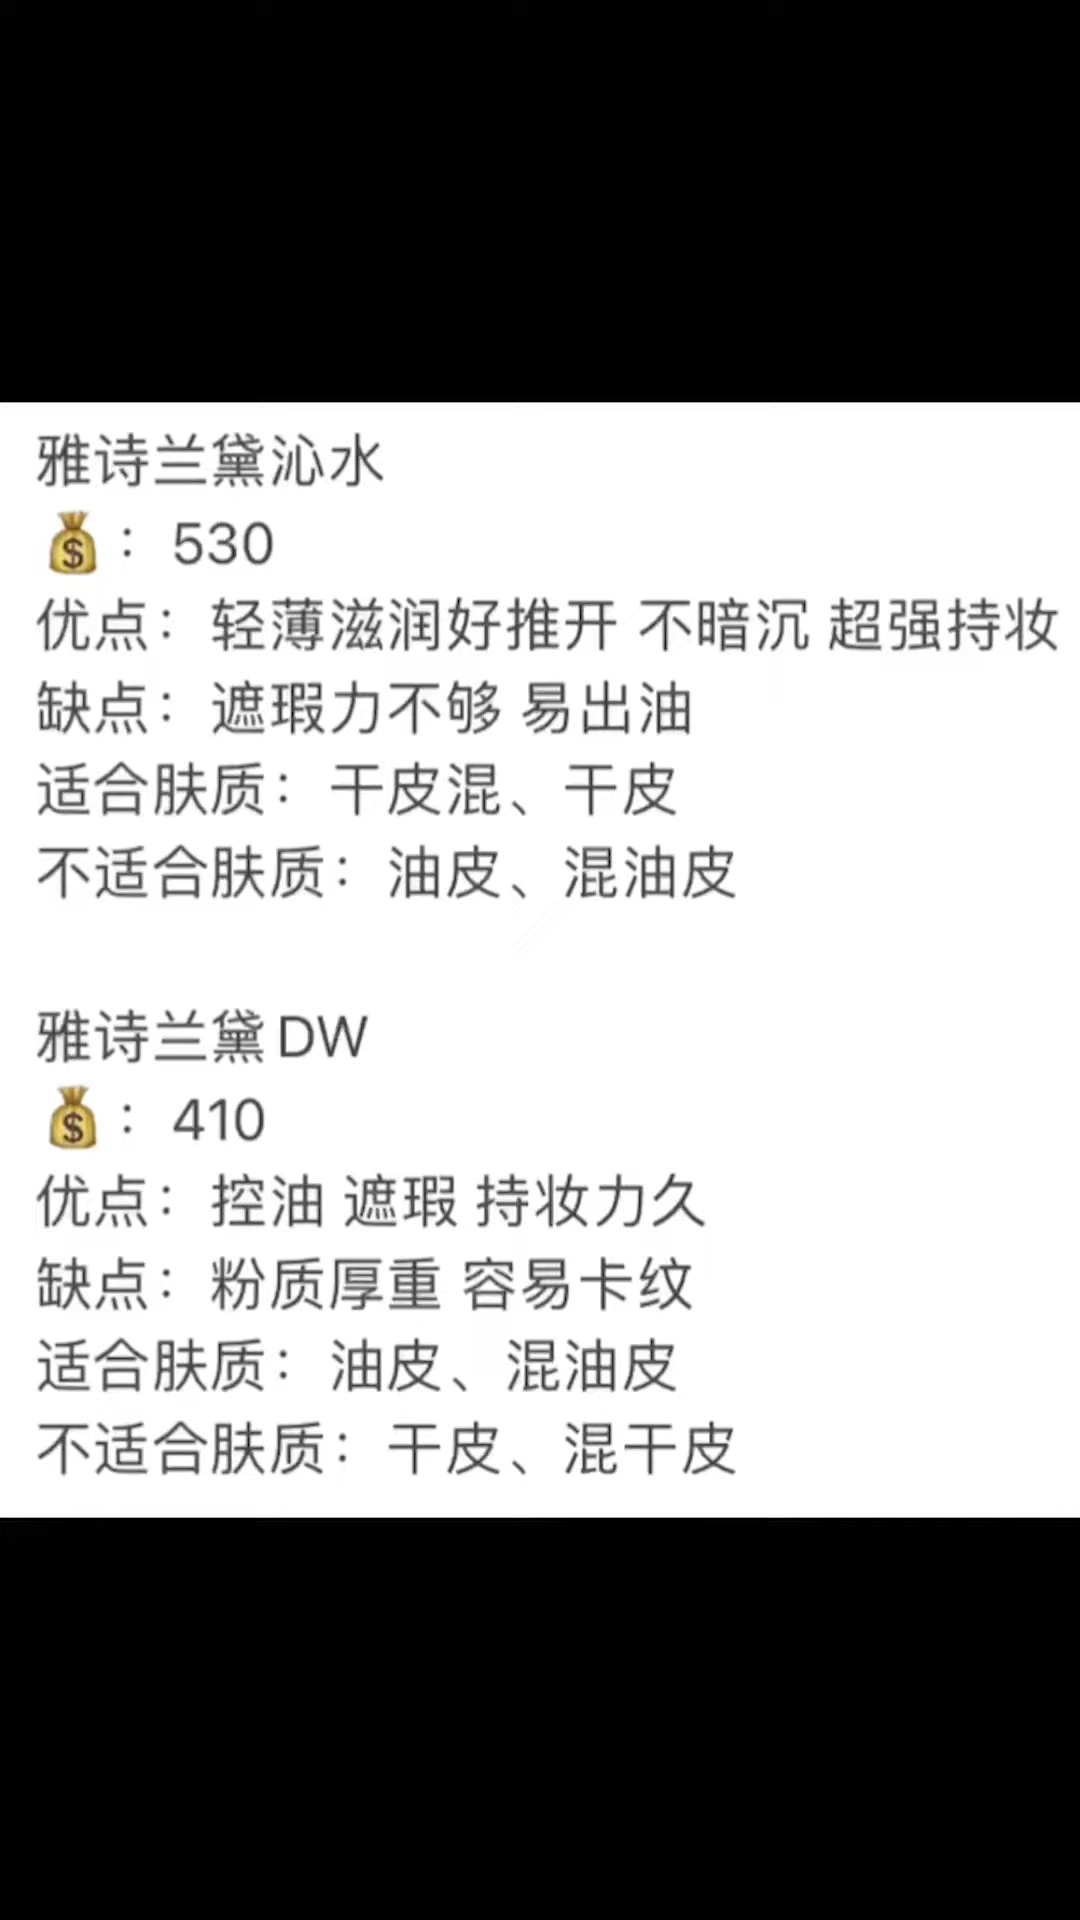 雅诗兰黛沁水
💰：530
优点：轻薄滋润好推开 不暗沉 超强持妆
缺点：遮瑕力不够 易出油
适合肤质：干皮混、干皮
不适合肤质：油皮、混油皮
雅诗兰黛DW
💰：410
优点：控油 遮瑕 持妆力久
缺点：粉质厚重 容易卡纹
适合肤质：油皮、混油皮
不适合肤质：干皮、混干皮